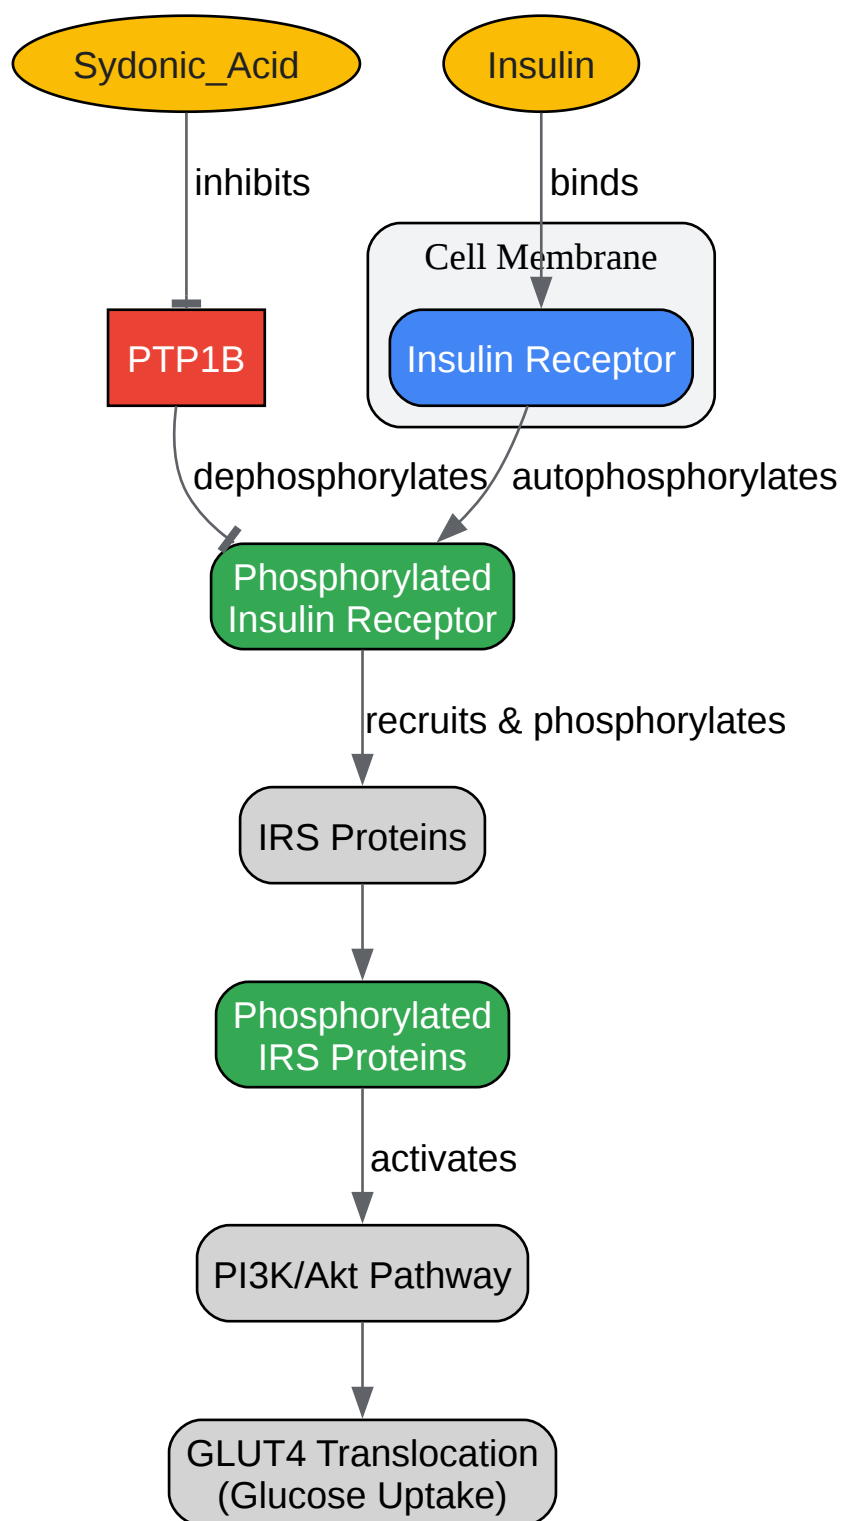 Sydonic_Acid
Insulin
inhibits
binds
Cell Membrane
PTP1B
Insulin Receptor
dephosphorylates
autophosphorylates
Phosphorylated
Insulin Receptor
recruits & phosphorylates
IRS Proteins
Phosphorylated
IRS Proteins
activates
PI3K/Akt Pathway
GLUT4 Translocation
(Glucose Uptake)